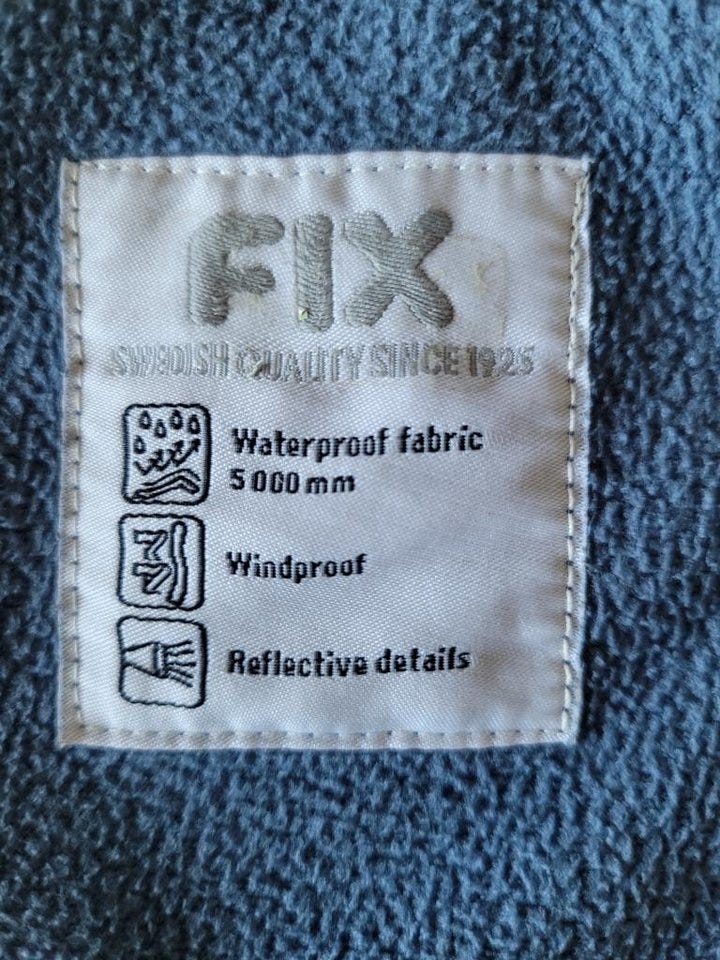 FIX
SWEDISH QUALITY SINCE 1925
Waterproof fabric
5 000 mm
Windproof
Reflective details